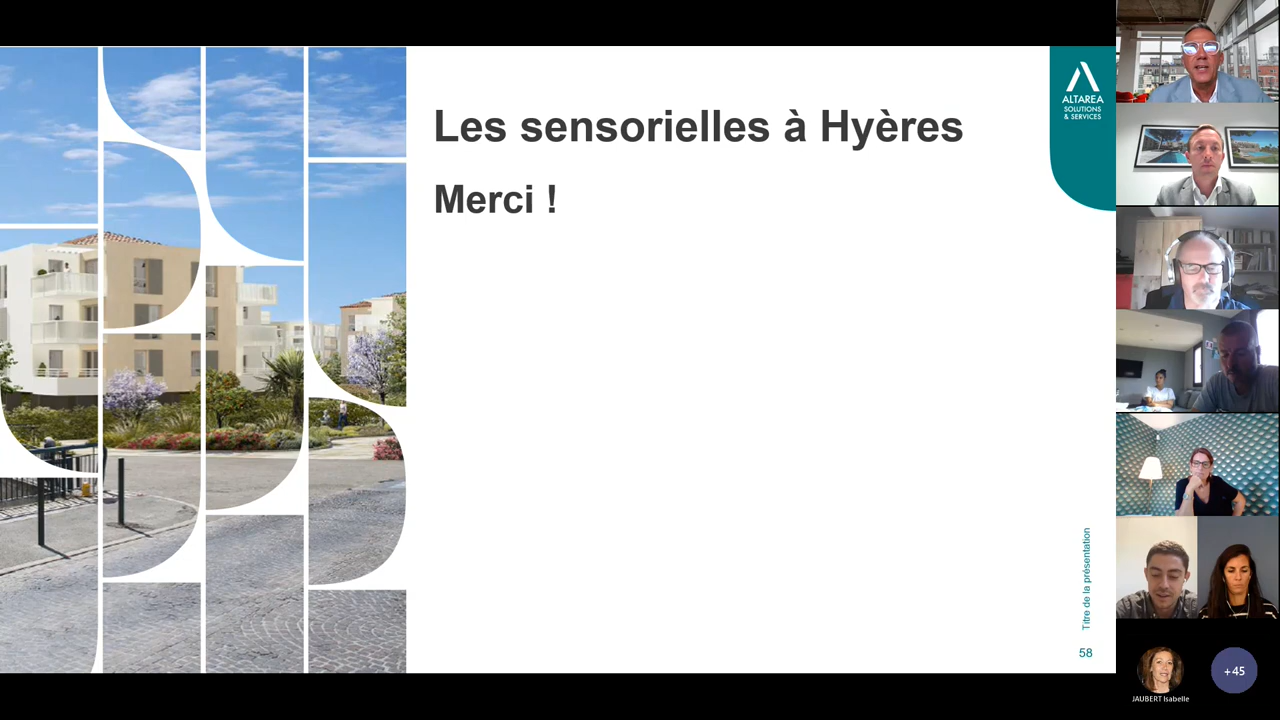 Les sensorielles à Hyères
Merci !
ALTAREA
SOLUTIONS
& SERVICES
Titre de la présentation
58
JAUBERT Isabelle
+45